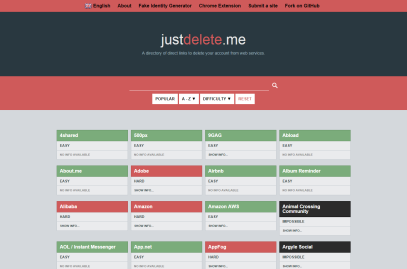 English About Fake Identity Generator Chrome Extension Submit a site Fork on GitHub
justdelete.me
A directory of direct links to delete your account from web services.
POPULAR A - Z ▼ DIFFICULTY ▼ RESET
4shared 500px 9GAG Abload
EASY EASY EASY EASY
NO INFO AVAILABLE NO INFO AVAILABLE SHOW INFO... NO INFO AVAILABLE
About.me Adobe Airbnb Album Reminder
EASY HARD EASY EASY
NO INFO AVAILABLE SHOW INFO... NO INFO AVAILABLE NO INFO AVAILABLE
Alibaba Amazon Amazon AWS Animal Crossing
Community
HARD HARD EASY IMPOSSIBLE
SHOW INFO... SHOW INFO... SHOW INFO... SHOW INFO...
AOL / Instant Messenger App.net AppFog Argyle Social
EASY EASY HARD IMPOSSIBLE
NO INFO AVAILABLE NO INFO AVAILABLE SHOW INFO... SHOW INFO...